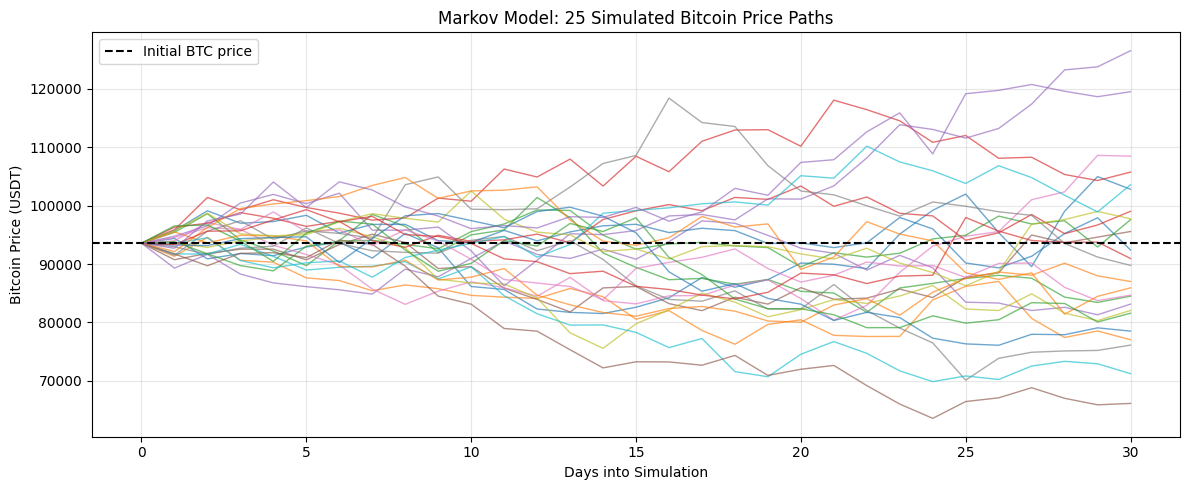 Markov Model: 25 Simulated Bitcoin Price Paths
Initial BTC price
Bitcoin Price (USDT)
120000
110000
100000
90000
80000
70000
0 5 10 15 20 25 30
Days into Simulation